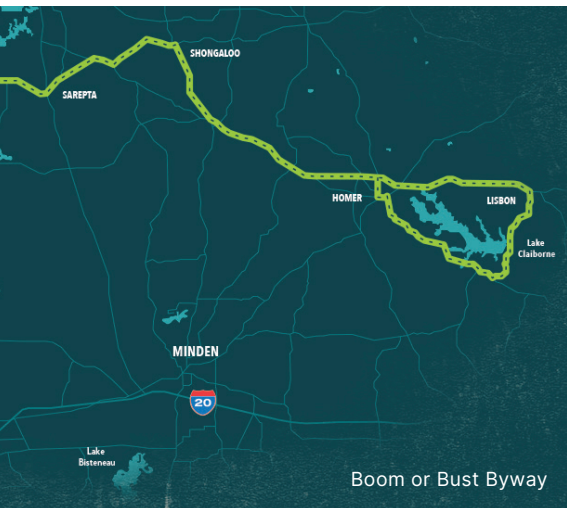 SHONGALOO
SAREPTA
HOMER
LISBON
Lake
Claiborne
MINDEN
20
Lake
Bisteneau
Boom or Bust Byway